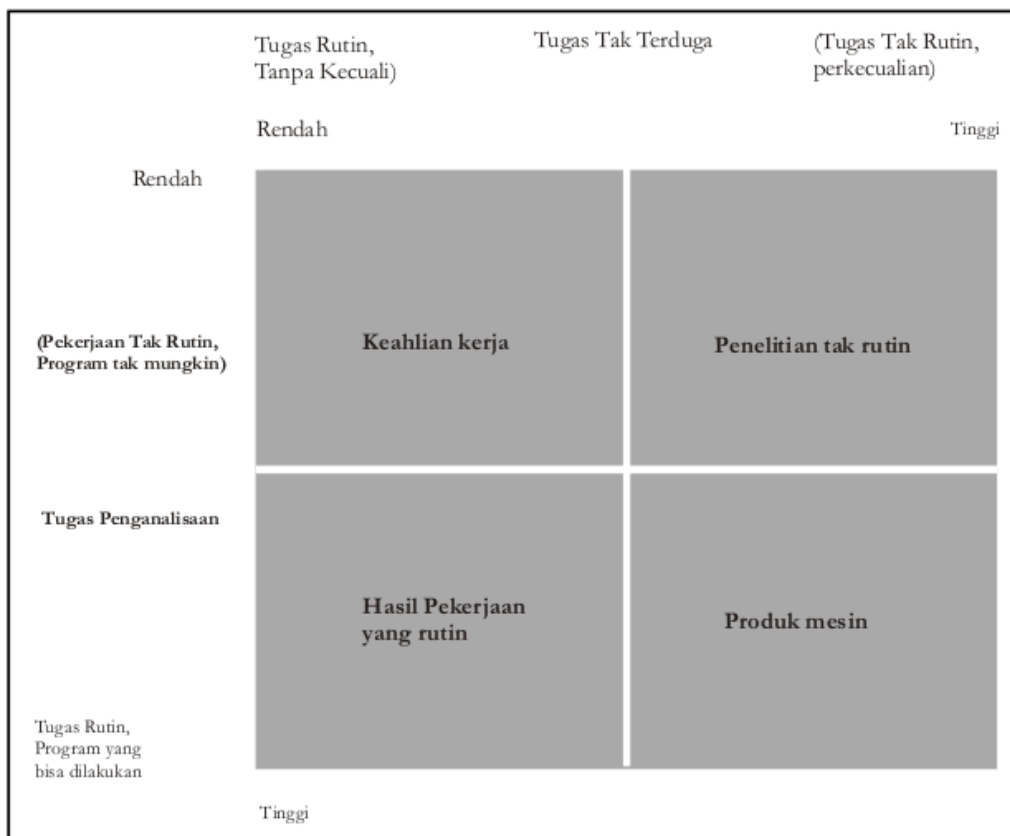 Tugas Rutin,
Tanpa Kecuali)
Tugas Tak Terduga
(Tugas Tak Rutin,
perkecualian)
Rendah
Tinggi
Rendah
(Pekerjaan Tak Rutin,
Program tak mungkin)
Keahlian kerja
Penelitian tak rutin
Tugas Penganalisaan
Hasil Pekerjaan
yang rutin
Produk mesin
Tugas Rutin,
Program yang
bisa dilakukan
Tinggi